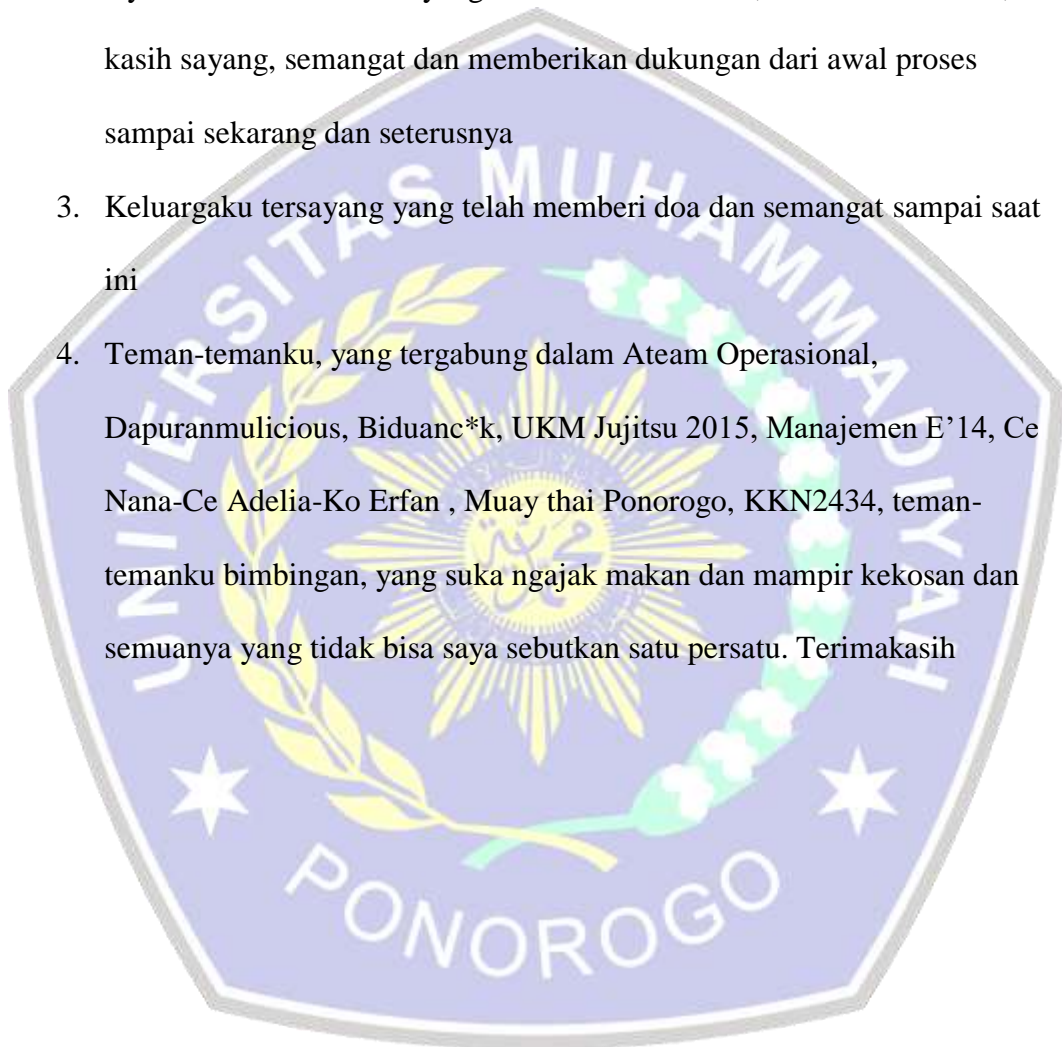 kasih sayang, semangat dan memberikan dukungan dari awal proses
sampai sekarang dan seterusnya
3. Keluargaku tersayang yang telah memberi doa dan semangat sampai saat
ini
4. Teman-temanku, yang tergabung dalam Ateam Operasional,
Dapuranmulicious, Biduanc*k, UKM Jujitsu 2015, Manajemen E’14, Ce
Nana-Ce Adelia-Ko Erfan , Muay thai Ponorogo, KKN2434, teman-
temanku bimbingan, yang suka ngajak makan dan mampir kekosan dan
semuanya yang tidak bisa saya sebutkan satu persatu. Terimakasih
UNIVERSITAS MUHAMMADIYAH
PONOROGO